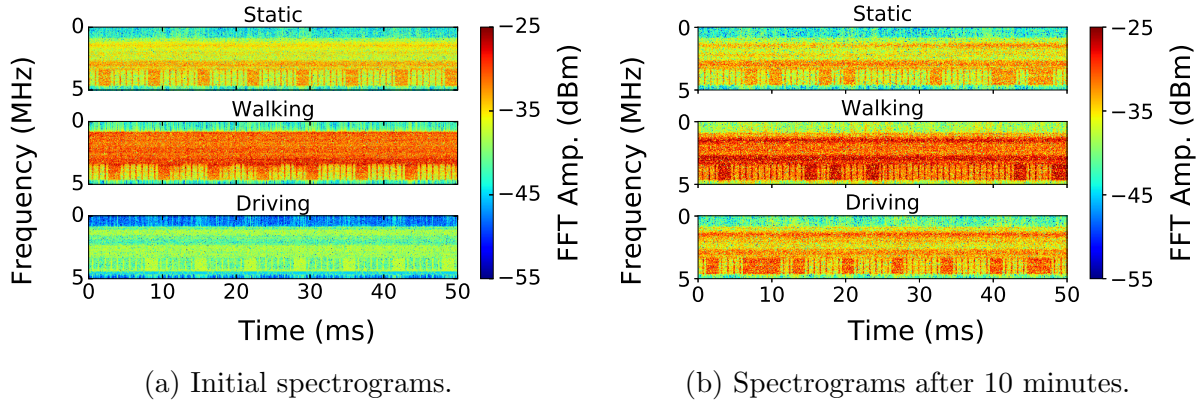 Static
0
5
Walking
0
5
Driving
0
5
0 10 20 30 40 50
Frequency (MHz)
Time (ms)
−25
−35
−45
−55
FFT Amp. (dBm)
(a) Initial spectrograms.
Static
0
5
Walking
0
5
Driving
0
5
0 10 20 30 40 50
Frequency (MHz)
Time (ms)
−25
−35
−45
−55
FFT Amp. (dBm)
(b) Spectrograms after 10 minutes.